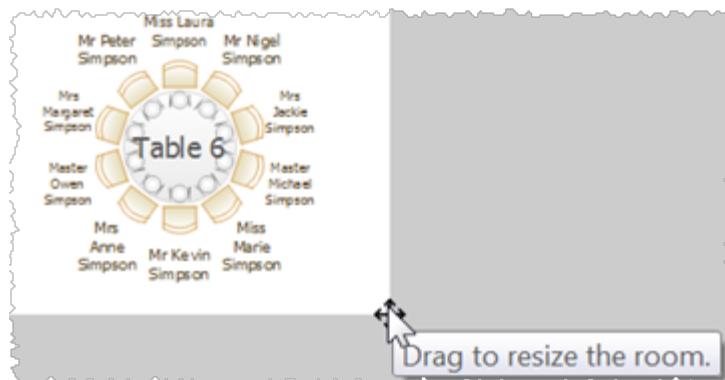 Miss Laura
Simpson
Mr Peter
Simpson
Mr Nigel
Simpson
Mrs
Margaret
Simpson
Mrs
Jackie
Simpson
Table 6
Master
Owen
Simpson
Master
Michael
Simpson
Mrs
Anne
Simpson
Mr Kevin
Simpson
Miss
Marie
Simpson
Drag to resize the room.